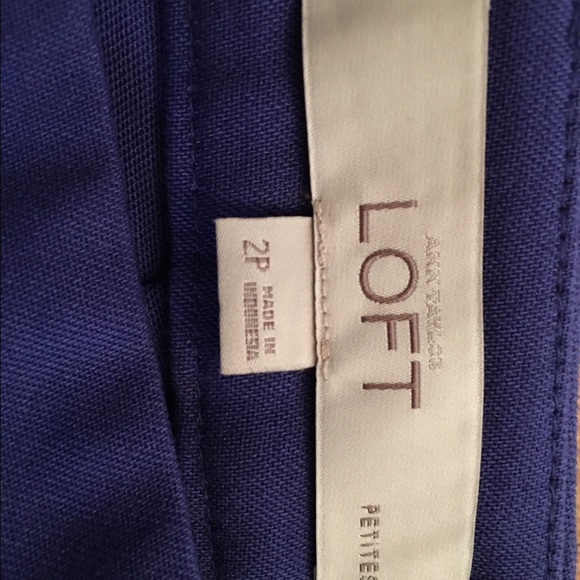 ANN TAYLOR
LOFT
PETITES
2P
MADE IN
INDONESIA